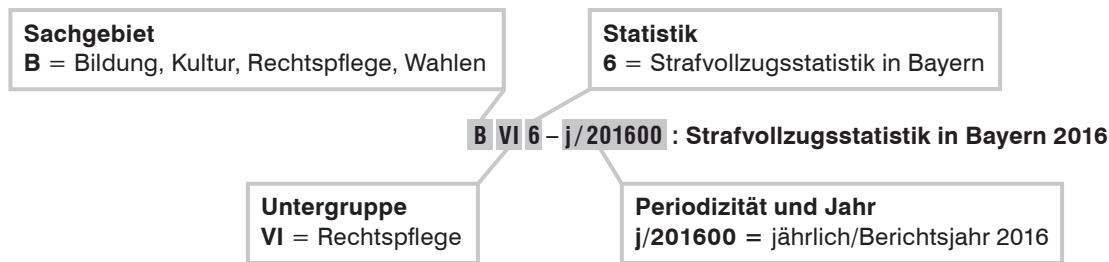 Sachgebiet
B = Bildung, Kultur, Rechtspflege, Wahlen
Statistik
6 = Strafvollzugsstatistik in Bayern
B VI 6 – j/201600 : Strafvollzugsstatistik in Bayern 2016
Untergruppe
VI = Rechtspflege
Periodizität und Jahr
j/201600 = jährlich/Berichtsjahr 2016